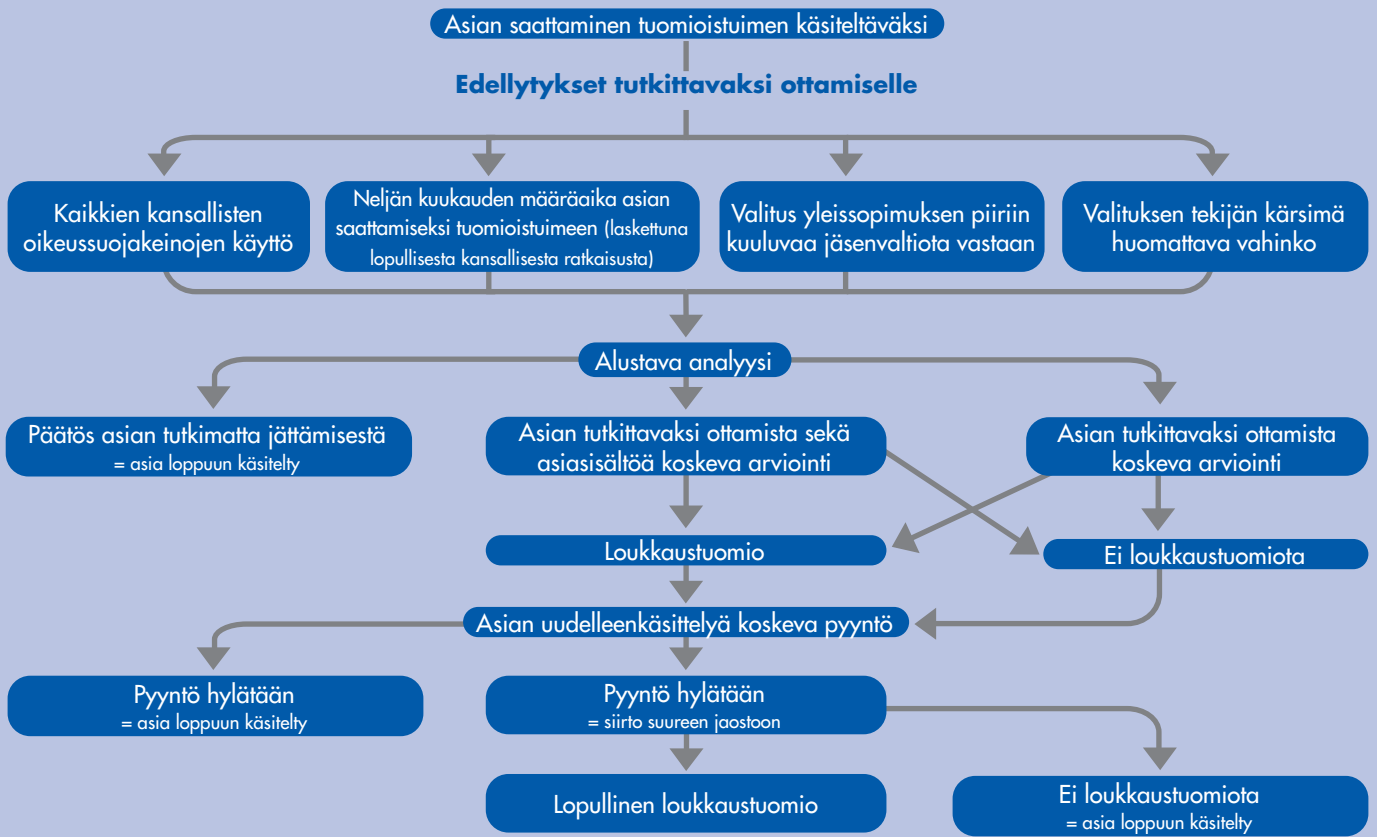 Asian saattaminen tuomioistuimen käsiteltäväksi
Edellytykset tutkittavaksi ottamiselle
Kaikkien kansallisten
oikeussuojakeinojen käyttö
Neljän kuukauden määräaika asian
saattamiseksi tuomioistuimeen (laskettuna
lopullisesta kansallisesta ratkaisusta)
Valitus yleissopimuksen piiriin
kuuluvaa jäsenvaltiota vastaan
Valituksen tekijän kärsimä
huomattava vahinko
Alustava analyysi
Päätös asian tutkimatta jättämisestä
= asia loppuun käsitelty
Asian tutkittavaksi ottamista sekä
asiasisältöä koskeva arviointi
Asian tutkittavaksi ottamista
koskeva arviointi
Loukkaustuomio
Ei loukkaustuomiota
Asian uudelleenkäsittelyä koskeva pyyntö
Pyyntö hylätään
= asia loppuun käsitelty
Pyyntö hylätään
= siirto suureen jaostoon
Lopullinen loukkaustuomio
Ei loukkaustuomiota
= asia loppuun käsitelty